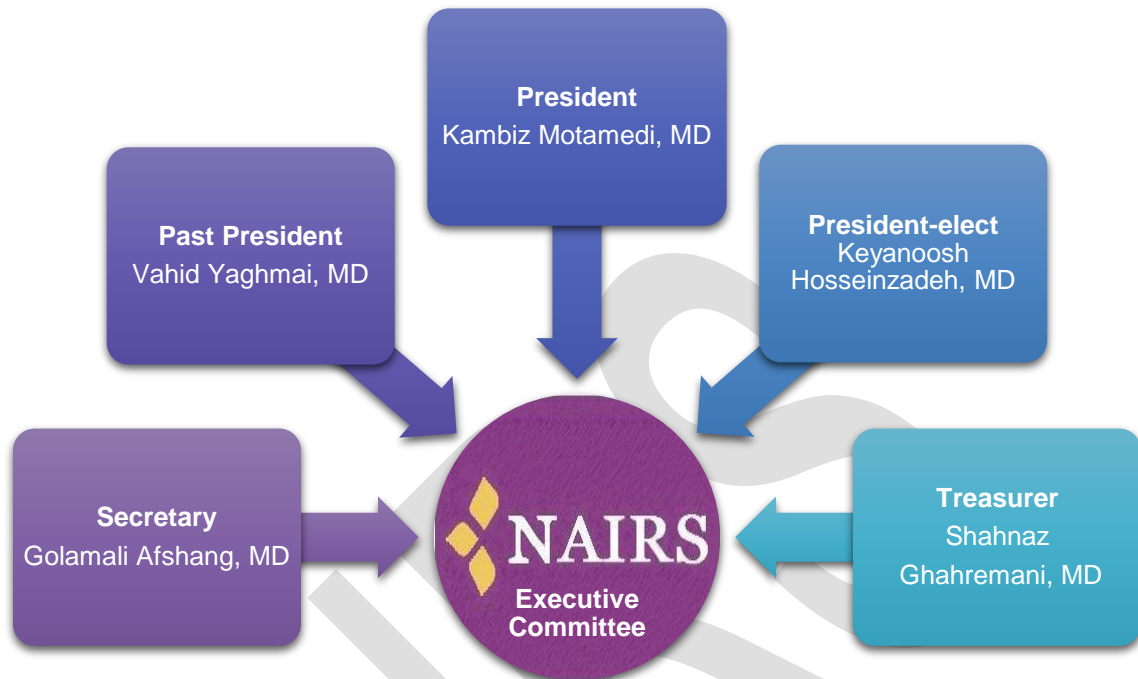 President
Kambiz Motamedi, MD
Past President
Vahid Yaghmai, MD
President-elect
Keyanoosh
Hosseinzadeh, MD
Secretary
Golamali Afshang, MD
NAIRS
Executive
Committee
Treasurer
Shahnaz
Ghahremani, MD